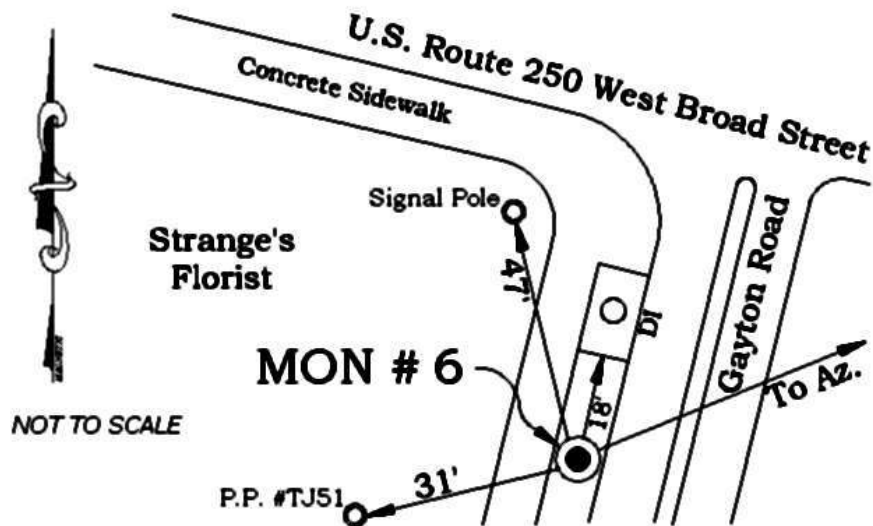 U.S. Route 250 West Broad Street
Concrete Sidewalk
Signal Pole
Strange's
Florist
47'
DI
Gayton Road
MON # 6
18'
To Az.
NOT TO SCALE
31'
P.P. #TJ51